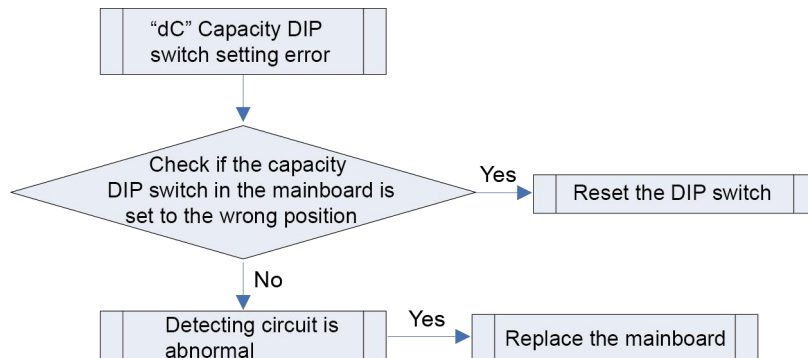 “dC” Capacity DIP
switch setting error
Check if the capacity
DIP switch in the mainboard is
set to the wrong position
Yes
Reset the DIP switch
No
Detecting circuit is
abnormal
Yes
Replace the mainboard